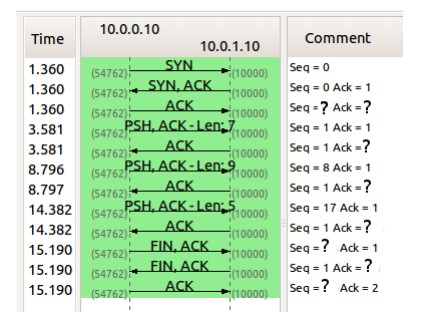 10.0.0.10
Time 10.0.1.10 Comment
1.360 (54762) SYN (10000) Seq = 0
1.360 (54762) SYN, ACK (10000) Seq = 0 Ack = 1
1.360 (54762) ACK (10000) Seq = ? Ack = ?
3.581 (54762) PSH, ACK - Len: 7 (10000) Seq = 1 Ack = 1
3.581 (54762) ACK (10000) Seq = 1 Ack = ?
8.796 (54762) PSH, ACK - Len: 9 (10000) Seq = 8 Ack = 1
8.797 (54762) ACK (10000) Seq = 1 Ack = ?
14.382 (54762) PSH, ACK - Len: 5 (10000) Seq = 17 Ack = 1
14.382 (54762) ACK (10000) Seq = 1 Ack = ?
15.190 (54762) FIN, ACK (10000) Seq = ? Ack = 1
15.190 (54762) FIN, ACK (10000) Seq = 1 Ack = ?
15.190 (54762) ACK (10000) Seq = ? Ack = 2